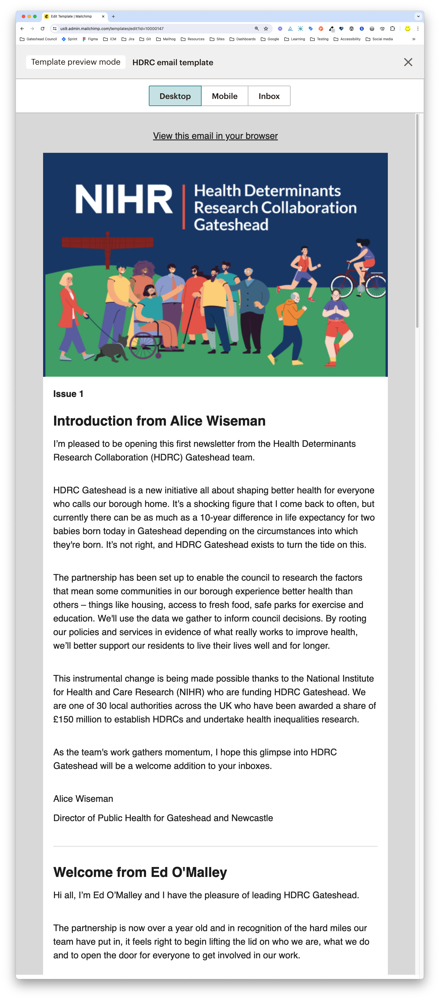 Edit Template | Mailchimp
us9.admin.mailchimp.com/templates/edit?id=10000147
Gateshead Council Sprint Figma iCM Jira Git Mailhog Resources Sites Dashboards Google Learning Testing Accessibility Social media
Template preview mode HDRC email template
Desktop Mobile Inbox
View this email in your browser
NIHR Health Determinants
Research Collaboration
Gateshead
Issue 1
Introduction from Alice Wiseman
I’m pleased to be opening this first newsletter from the Health Determinants
Research Collaboration (HDRC) Gateshead team.
HDRC Gateshead is a new initiative all about shaping better health for everyone
who calls our borough home. It’s a shocking figure that I come back to often, but
currently there can be as much as a 10-year difference in life expectancy for two
babies born today in Gateshead depending on the circumstances into which
they're born. It’s not right, and HDRC Gateshead exists to turn the tide on this.
The partnership has been set up to enable the council to research the factors
that mean some communities in our borough experience better health than
others – things like housing, access to fresh food, safe parks for exercise and
education. We'll use the data we gather to inform council decisions. By rooting
our policies and services in evidence of what really works to improve health,
we’ll better support our residents to live their lives well and for longer.
This instrumental change is being made possible thanks to the National Institute
for Health and Care Research (NIHR) who are funding HDRC Gateshead. We
are one of 30 local authorities across the UK who have been awarded a share of
£150 million to establish HDRCs and undertake health inequalities research.
As the team's work gathers momentum, I hope this glimpse into HDRC
Gateshead will be a welcome addition to your inboxes.
Alice Wiseman
Director of Public Health for Gateshead and Newcastle
Welcome from Ed O'Malley
Hi all, I’m Ed O’Malley and I have the pleasure of leading HDRC Gateshead.
The partnership is now over a year old and in recognition of the hard miles our
team have put in, it feels right to begin lifting the lid on who we are, what we do
and to open the door for everyone to get involved in our work.